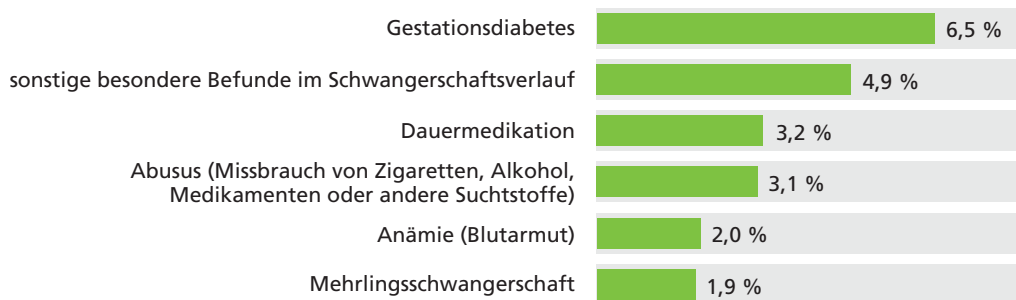 Gestationsdiabetes 6,5 %
sonstige besondere Befunde im Schwangerschaftsverlauf 4,9 %
Dauermedikation 3,2 %
Abusus (Missbrauch von Zigaretten, Alkohol,
Medikamenten oder andere Suchtstoffe) 3,1 %
Anämie (Blutarmut) 2,0 %
Mehrlingsschwangerschaft 1,9 %